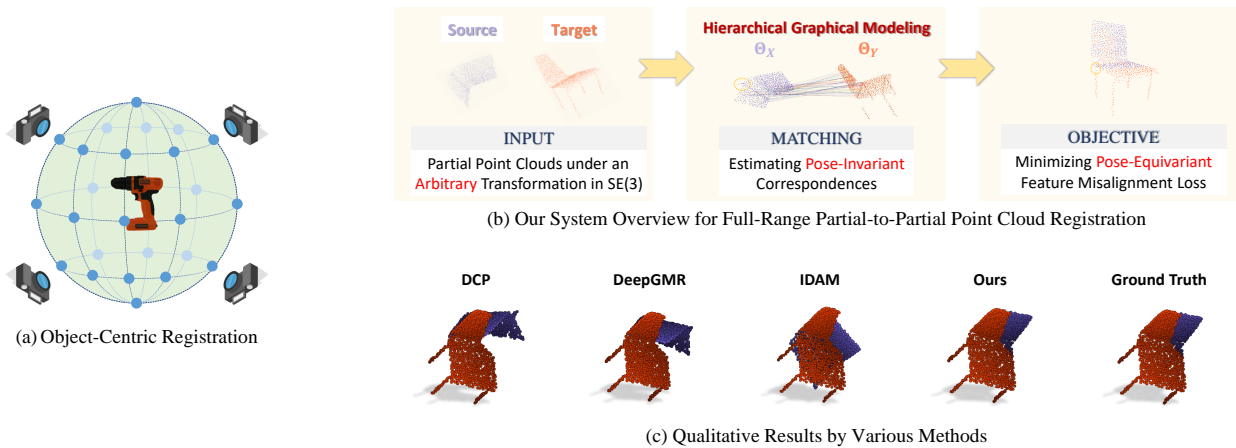 Source
Target
Hierarchical Graphical Modeling
Θ_X
Θ_Y
INPUT
MATCHING
OBJECTIVE
Partial Point Clouds under an
Arbitrary Transformation in SE(3)
Estimating Pose-Invariant
Correspondences
Minimizing Pose-Equivariant
Feature Misalignment Loss
(b) Our System Overview for Full-Range Partial-to-Partial Point Cloud Registration
DCP
DeepGMR
IDAM
Ours
Ground Truth
(a) Object-Centric Registration
(c) Qualitative Results by Various Methods